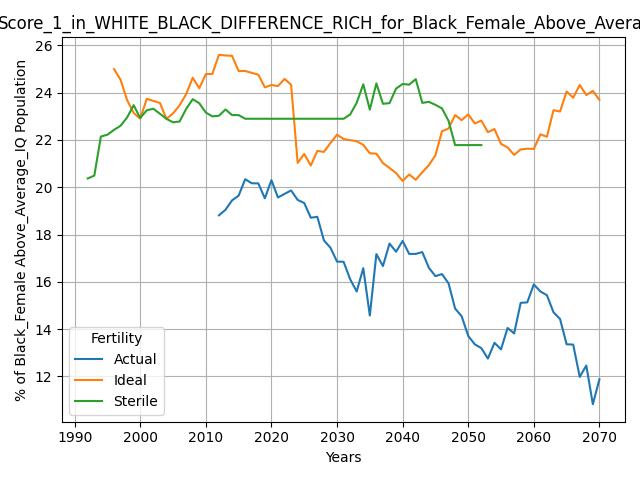 Score_1_in_WHITE_BLACK_DIFFERENCE_RICH_for_Black_Female_Above_Avera
% of Black_Female Above_Average_IQ Population
26
24
22
20
18
16
14
12
Fertility
Actual
Ideal
Sterile
1990 2000 2010 2020 2030 2040 2050 2060 2070
Years